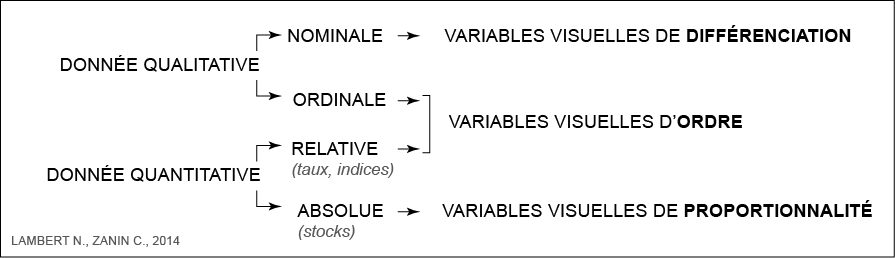 NOMINALE
VARIABLES VISUELLES DE DIFFÉRENCIATION
DONNÉE QUALITATIVE
ORDINALE
VARIABLES VISUELLES D'ORDRE
RELATIVE
(taux, indices)
DONNÉE QUANTITATIVE
ABSOLUE
(stocks)
VARIABLES VISUELLES DE PROPORTIONNALITÉ
LAMBERT N., ZANIN C., 2014